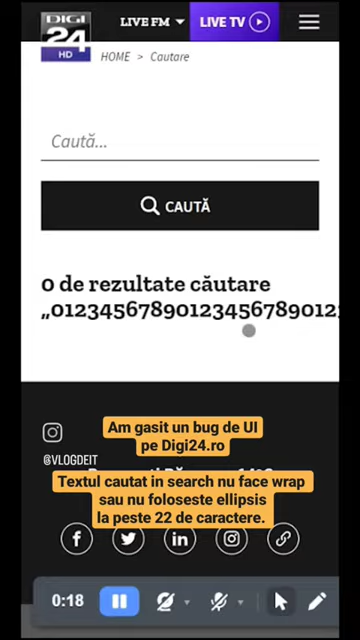 DIGI
24
HD
LIVE FM
LIVE TV
HOME > Cautare
Caută...
CAUTĂ
0 de rezultate căutare
„0123456789012345678901
Am gasit un bug de UI
pe Digi24.ro
@VLOGDEIT
Textul cautat in search nu face wrap
sau nu foloseste ellipsis
la peste 22 de caractere.
0:18